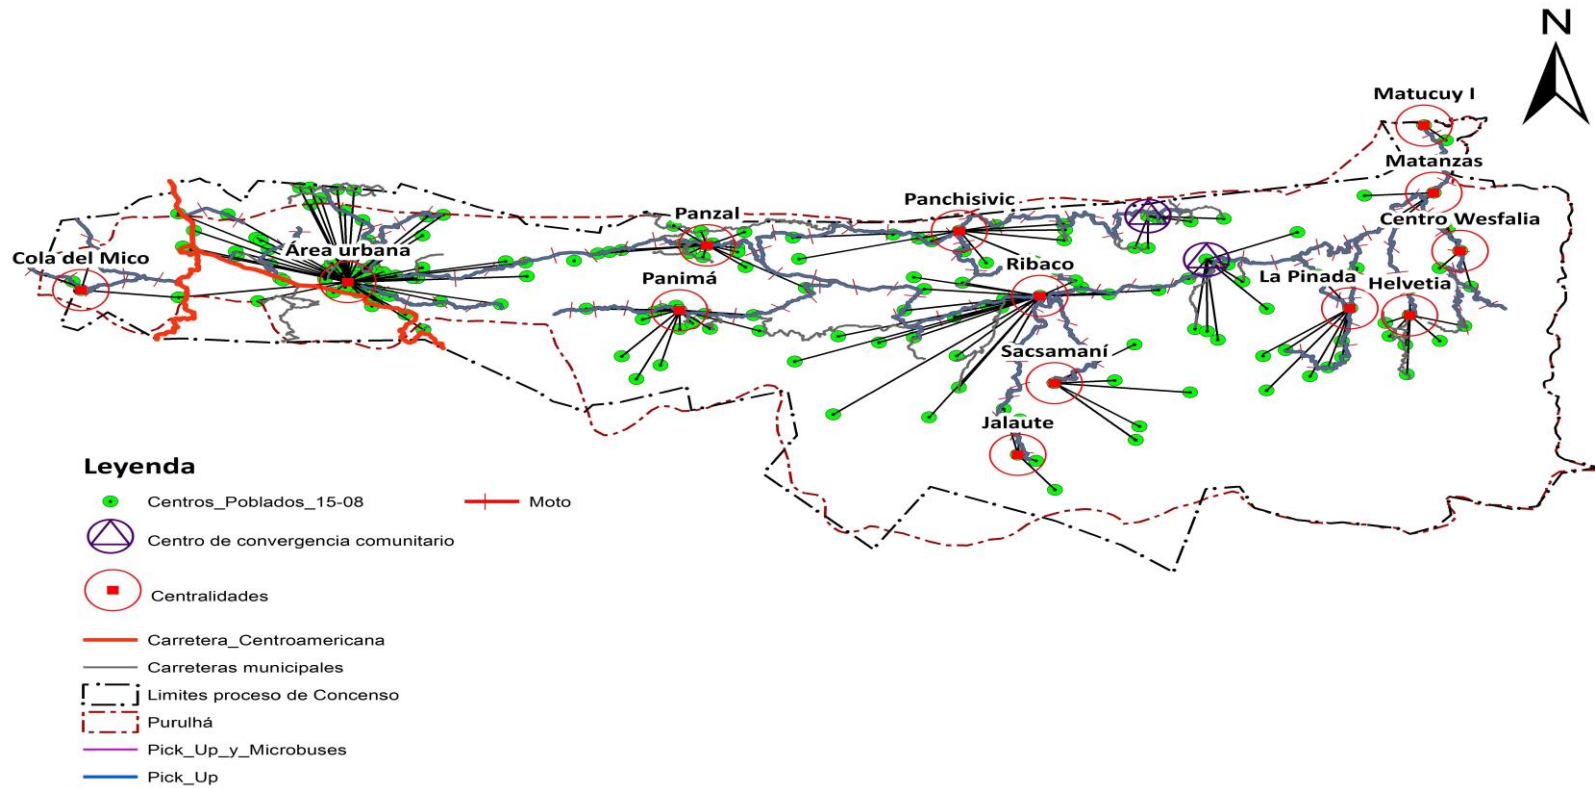 N
Matucuy I
Matanzas
Panchisivic
Panzal
Centro Wesfalia
Área urbana
Cola del Mico
Ribaco
Panimá
La Pinada
Helvetia
Sacsamaní
Jalaute
Leyenda
Centros_Poblados_15-08
Moto
Centro de convergencia comunitario
Centralidades
Carretera_Centroamericana
Carreteras municipales
Limites proceso de Concenso
Purulhá
Pick_Up_y_Microbuses
Pick_Up